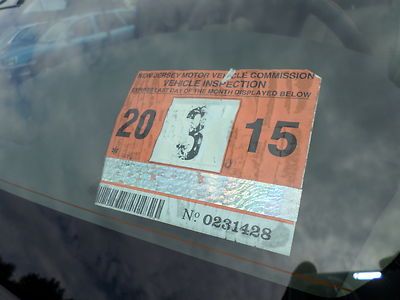 NEW JERSEY MOTOR VEHICLE COMMISSION
VEHICLE INSPECTION
EXPIRES LAST DAY OF THE MONTH DISPLAYED BELOW
20 3 15
*
№ 0231428